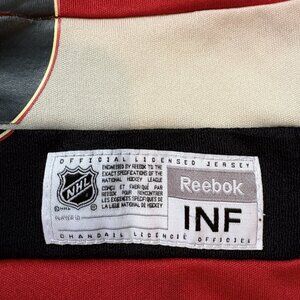 OFFICIAL LICENSED JERSEY
NHL
ENGINEERED BY REEBOK TO THE
EXACT SPECIFICATIONS OF THE
NATIONAL HOCKEY LEAGUE
CONÇU ET FABRIQUÉ PAR
REEBOK POUR RENCONTRER
LES EXIGENCES SPÉCIFIQUES DE
LA LIGUE NATIONAL DE HOCKEY
Reebok
INF
CHANDAIL LICENCIÉ OFFICIEL